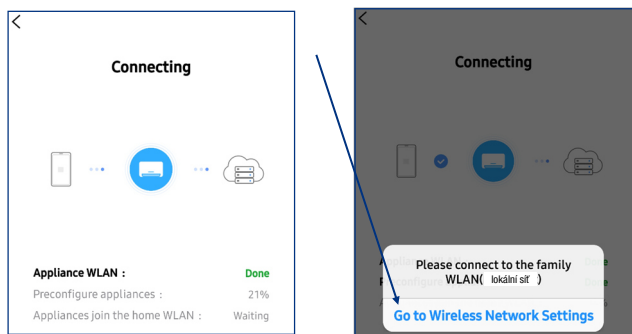 <
Connecting
Appliance WLAN : Done
Preconfigure appliances : 21%
Appliances join the home WLAN : Waiting
<
Connecting
Please connect to the family
WLAN( lokální síť )
Go to Wireless Network Settings